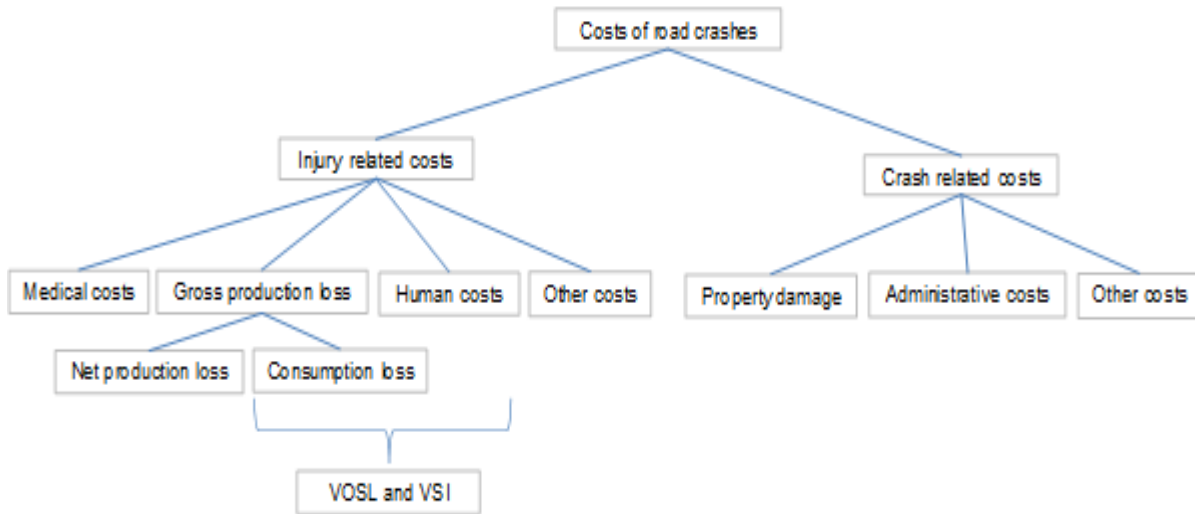 Costs of road crashes
Injury related costs
Crash related costs
Medical costs
Gross production loss
Human costs
Other costs
Property damage
Administrative costs
Other costs
Net production loss
Consumption loss
VOSL and VSI